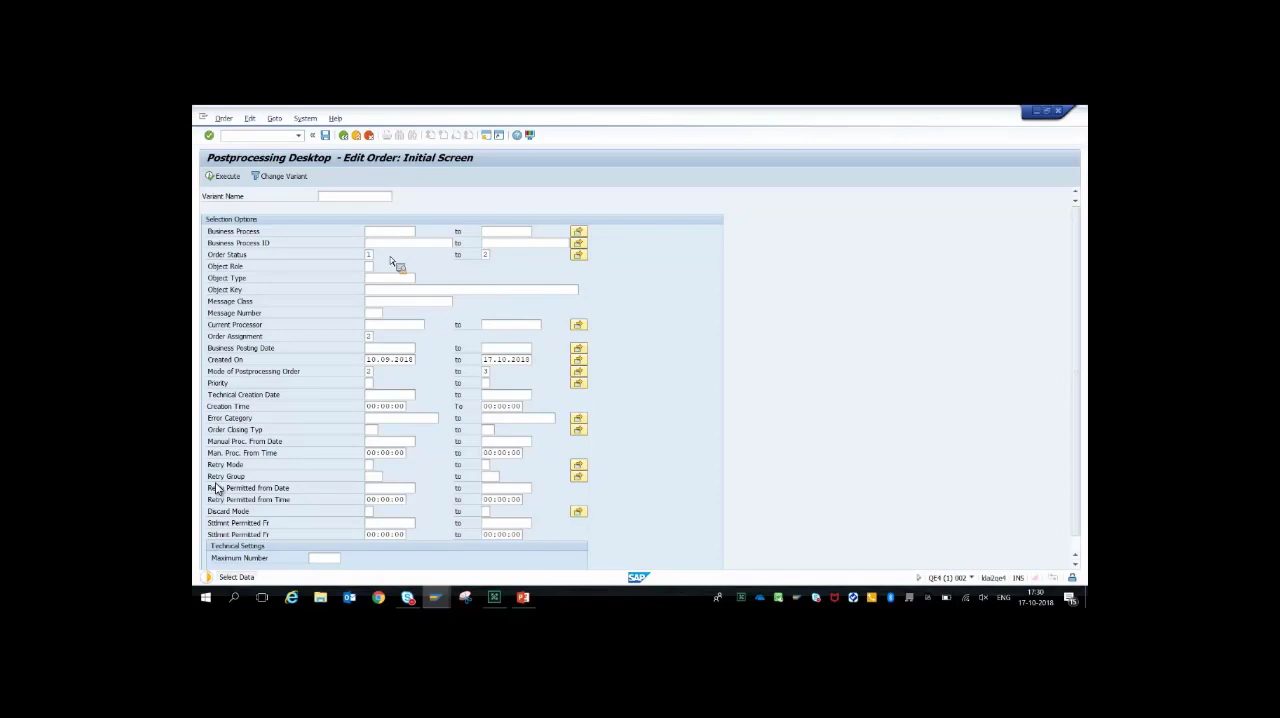 Order Edit Goto System Help
Postprocessing Desktop - Edit Order: Initial Screen
Execute Change Variant
Variant Name
Selection Options
Business Process to
Business Process ID to
Order Status 1 to 2
Object Role
Object Type
Object Key
Message Class
Message Number
Current Processor to
Order Assignment 2
Business Posting Date to
Created On 10.09.2018 to 17.10.2018
Mode of Postprocessing Order 2 to 3
Priority to
Technical Creation Date to
Creation Time 00:00:00 To 00:00:00
Error Category to
Order Closing Typ to
Manual Proc. From Date to
Man. Proc. From Time 00:00:00 to 00:00:00
Retry Mode to
Retry Group to
Retry Permitted from Date to
Retry Permitted from Time 00:00:00 to 00:00:00
Discard Mode to
Sttlmnt Permitted Fr to
Sttlmnt Permitted Fr 00:00:00 to 00:00:00
Technical Settings
Maximum Number
Select Data SAP QE4 (1) 002 INS
ENG 17:30
17-10-2018